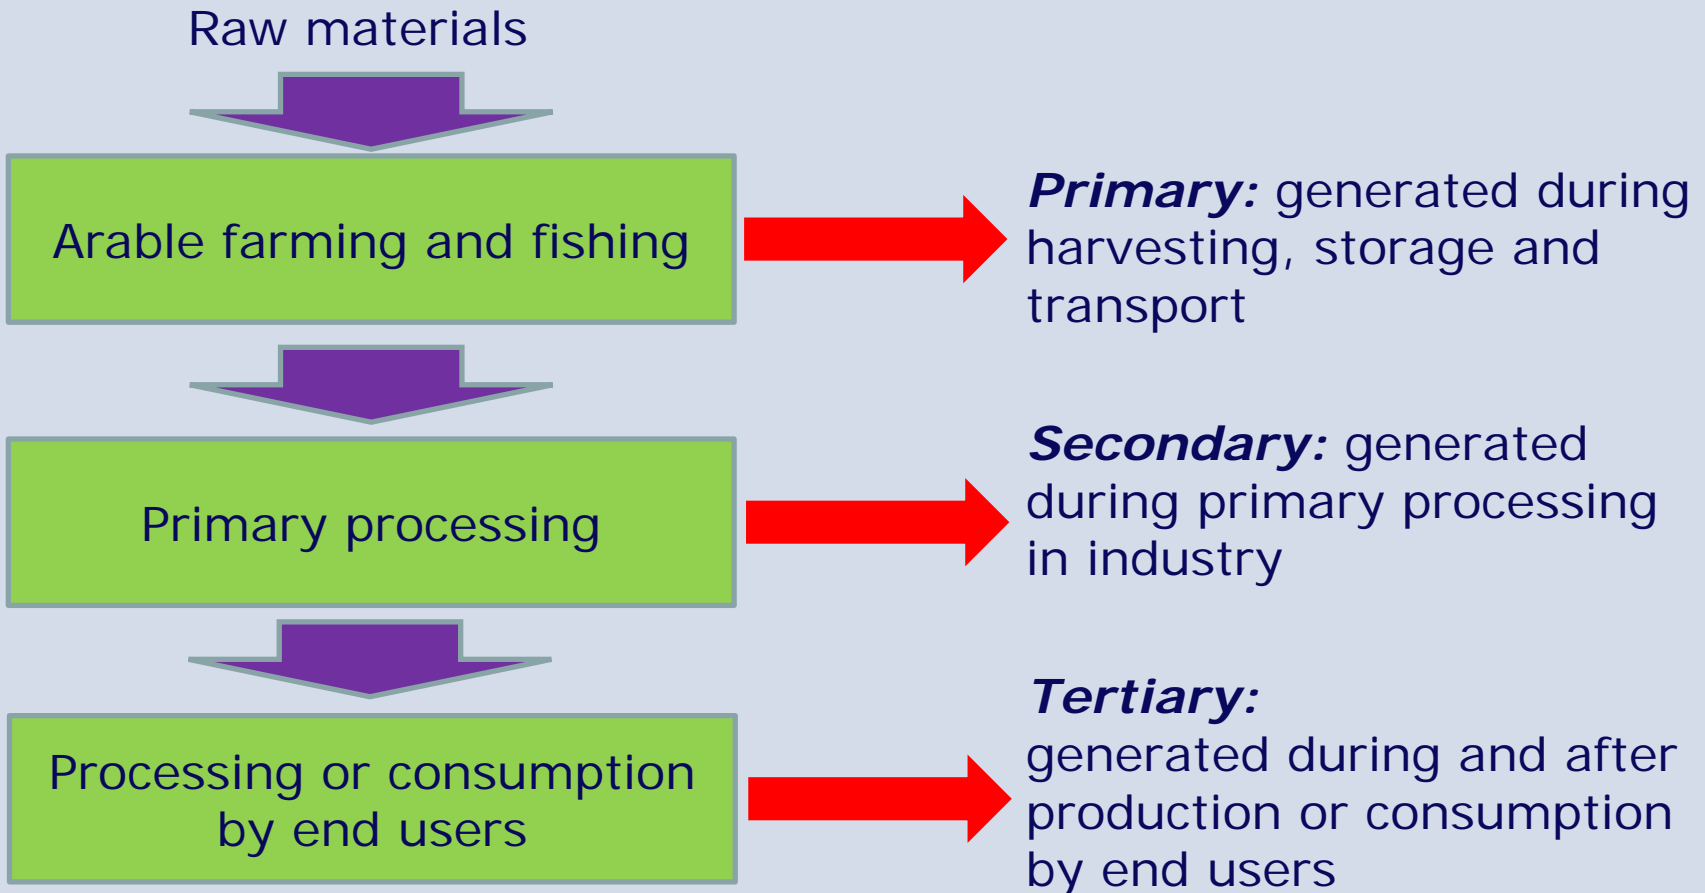 Raw materials
Arable farming and fishing
Primary: generated during
harvesting, storage and
transport
Primary processing
Secondary: generated
during primary processing
in industry
Processing or consumption
by end users
Tertiary:
generated during and after
production or consumption
by end users